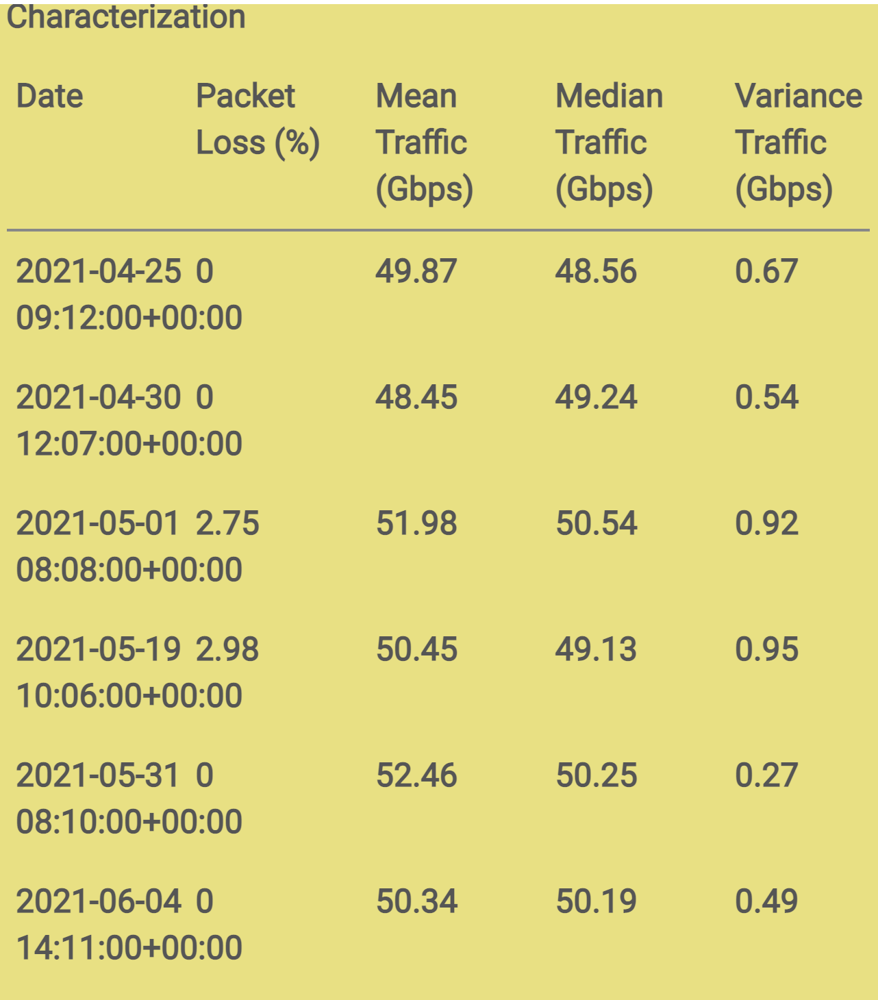 Characterization
Date Packet Loss (%) Mean Traffic (Gbps) Median Traffic (Gbps) Variance Traffic (Gbps)
2021-04-25 09:12:00+00:00 0 49.87 48.56 0.67
2021-04-30 12:07:00+00:00 0 48.45 49.24 0.54
2021-05-01 08:08:00+00:00 2.75 51.98 50.54 0.92
2021-05-19 10:06:00+00:00 2.98 50.45 49.13 0.95
2021-05-31 08:10:00+00:00 0 52.46 50.25 0.27
2021-06-04 14:11:00+00:00 0 50.34 50.19 0.49